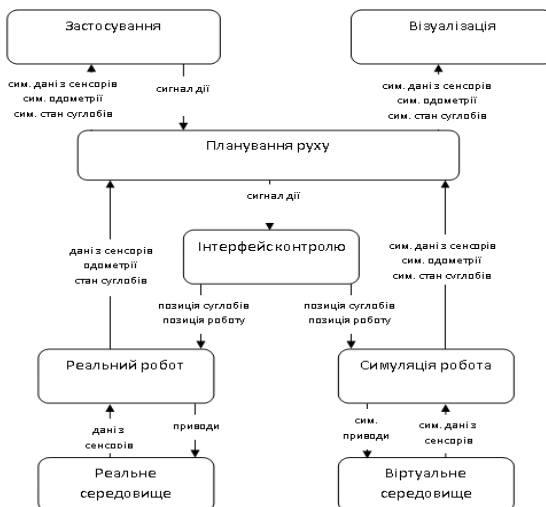 Застосування
Візуалізація
сим. дані з сенсорів
сим. одометрії
сим. стан суглобів
сигнал дії
сим. дані з сенсорів
сим. одометрії
сим. стан суглобів
Планування руху
сигнал дії
дані з сенсорів
одометрії
стан суглобів
Інтерфейс контролю
сим. дані з сенсорів
сим. одометрії
сим. стан суглобів
позиція суглобів
позиція роботу
позиція суглобів
позиція роботу
Реальний робот
Симуляція робота
дані з
сенсорів
приводи
сим.
приводи
сим. дані з
сенсорів
Реальне
середовище
Віртуальне
середовище